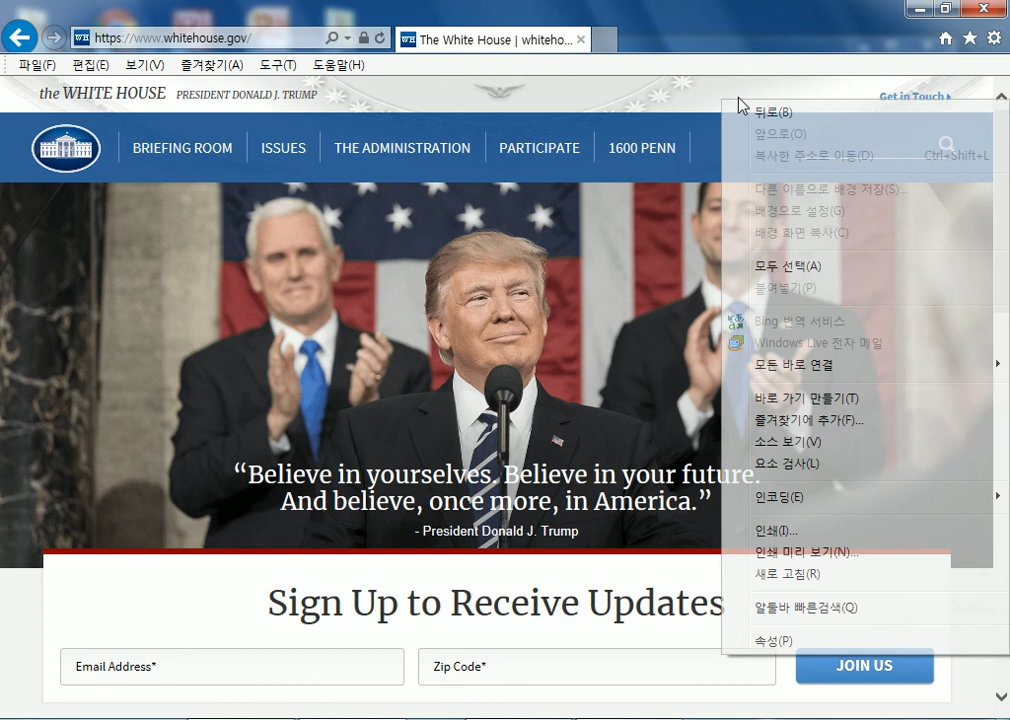 https://www.whitehouse.gov/
The White House | whiteho...
파일(F) 편집(E) 보기(V) 즐겨찾기(A) 도구(T) 도움말(H)
the WHITE HOUSE PRESIDENT DONALD J. TRUMP
Get in Touch
BRIEFING ROOM ISSUES THE ADMINISTRATION PARTICIPATE 1600 PENN
뒤로(B)
앞으로(O)
복사한 주소로 이동(D) Ctrl+Shift+L
다른 이름으로 배경 저장(S)...
배경으로 설정(G)
배경 화면 복사(C)
모두 선택(A)
붙여넣기(P)
Bing 번역 서비스
Windows Live 전자 메일
모든 바로 연결
바로 가기 만들기(T)
즐겨찾기에 추가(F)...
소스 보기(V)
요소 검사(L)
인코딩(E)
인쇄(I)...
인쇄 미리 보기(N)...
새로 고침(R)
알툴바 빠른검색(Q)
속성(P)
“Believe in yourselves. Believe in your future.
And believe, once more, in America.”
- President Donald J. Trump
Sign Up to Receive Updates
Email Address* Zip Code* JOIN US